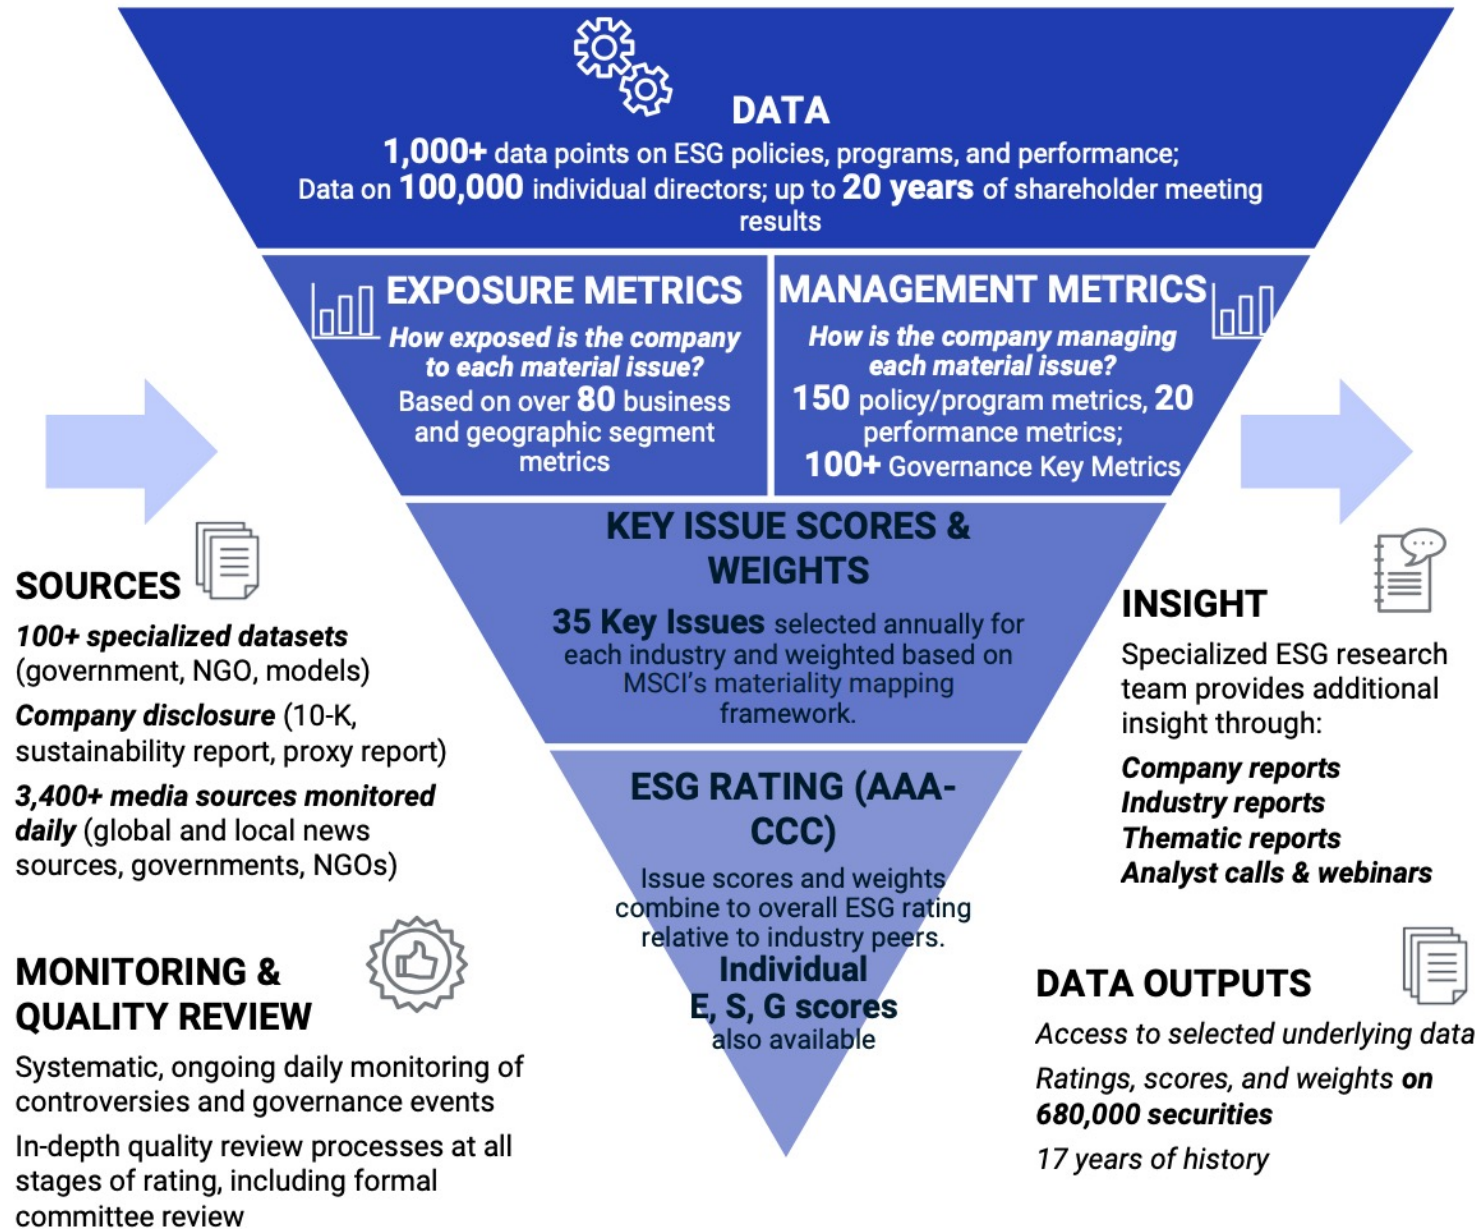 DATA
1,000+ data points on ESG policies, programs, and performance;
Data on 100,000 individual directors; up to 20 years of shareholder meeting
results
EXPOSURE METRICS
How exposed is the company
to each material issue?
Based on over 80 business
and geographic segment
metrics
MANAGEMENT METRICS
How is the company managing
each material issue?
150 policy/program metrics, 20
performance metrics;
100+ Governance Key Metrics
KEY ISSUE SCORES &
WEIGHTS
35 Key Issues selected annually for
each industry and weighted based on
MSCI's materiality mapping
framework.
ESG RATING (AAA-
CCC)
Issue scores and weights
combine to overall ESG rating
relative to industry peers.
Individual
E, S, G scores
also available
SOURCES
100+ specialized datasets
(government, NGO, models)
Company disclosure (10-K,
sustainability report, proxy report)
3,400+ media sources monitored
daily (global and local news
sources, governments, NGOs)
MONITORING &
QUALITY REVIEW
Systematic, ongoing daily monitoring of
controversies and governance events
In-depth quality review processes at all
stages of rating, including formal
committee review
INSIGHT
Specialized ESG research
team provides additional
insight through:
Company reports
Industry reports
Thematic reports
Analyst calls & webinars
DATA OUTPUTS
Access to selected underlying data
Ratings, scores, and weights on
680,000 securities
17 years of history